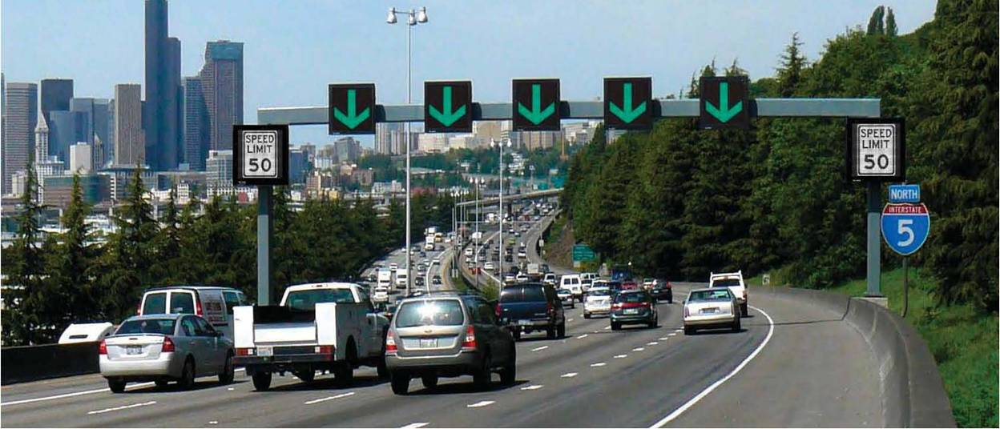 SPEED
LIMIT
50
SPEED
LIMIT
50
NORTH
INTERSTATE
5